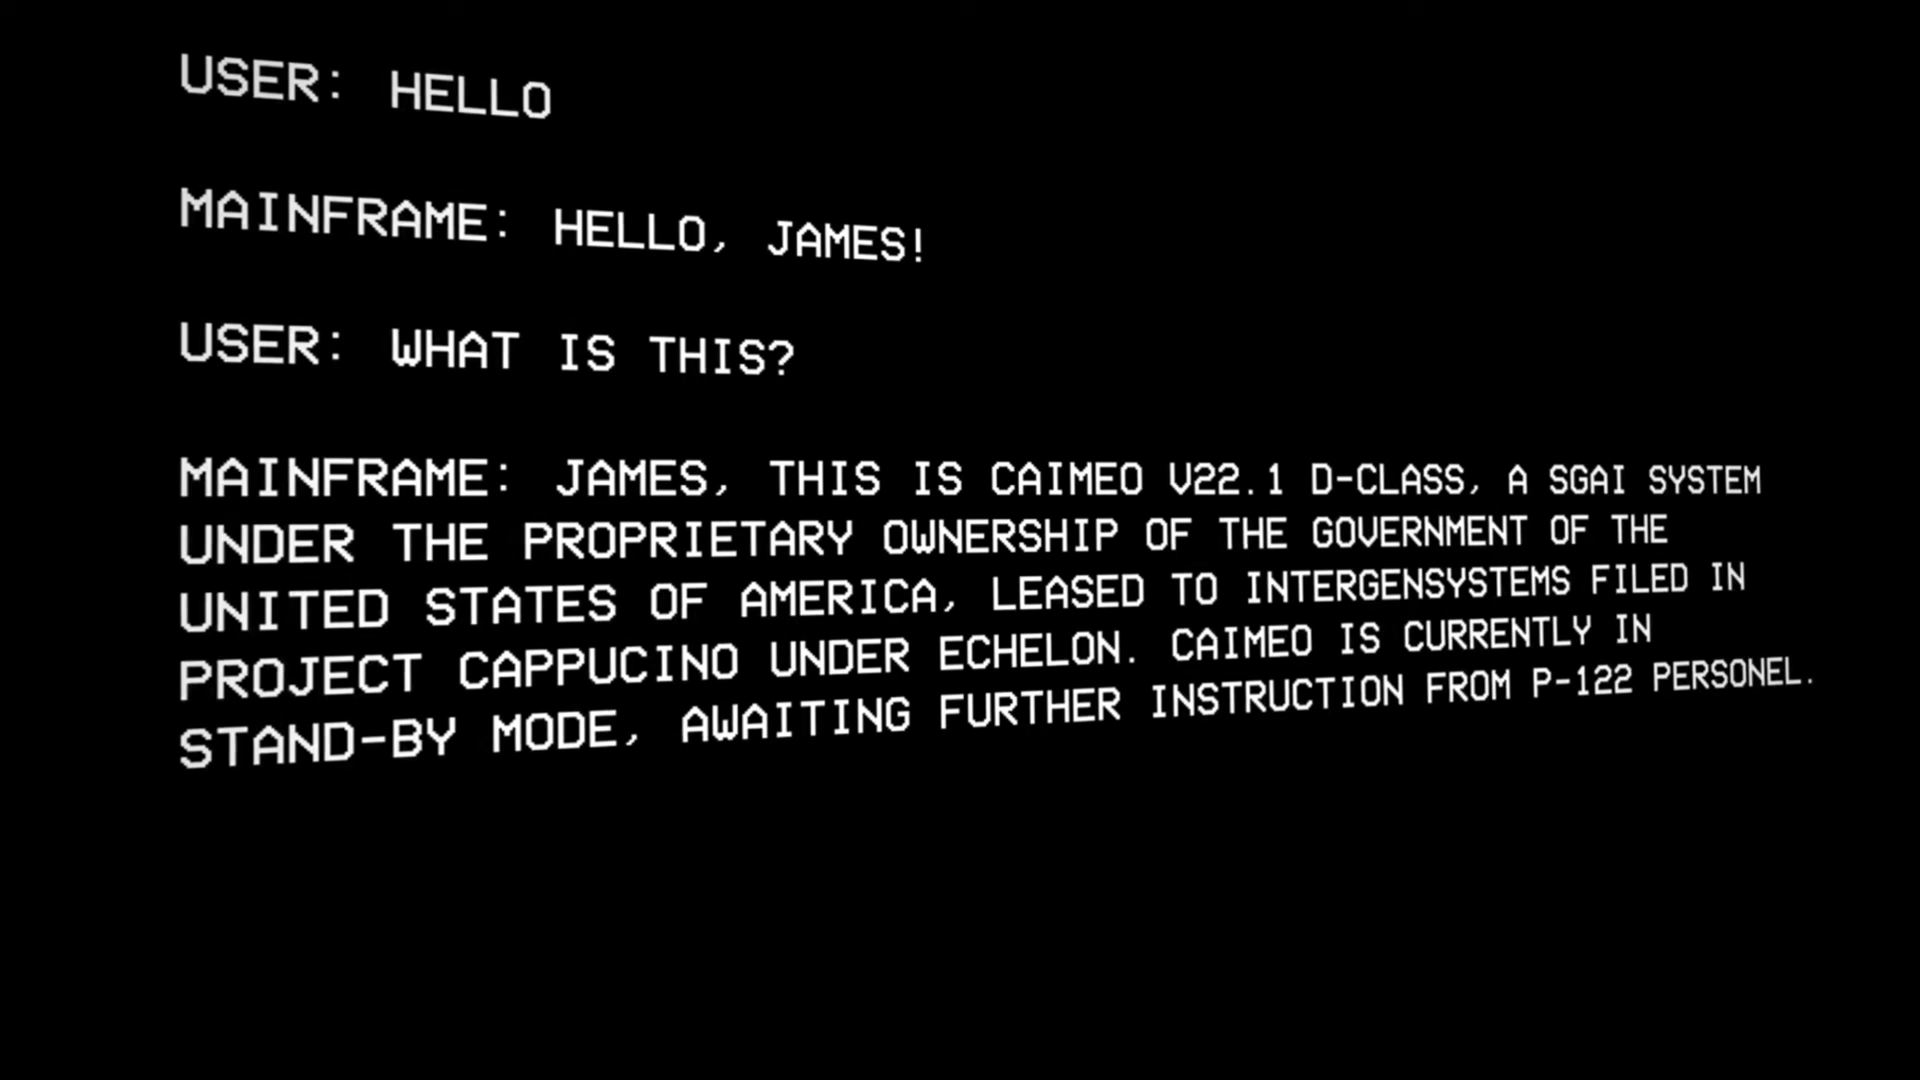 USER: HELLO
MAINFRAME: HELLO, JAMES!
USER: WHAT IS THIS?
MAINFRAME: JAMES, THIS IS CAIMEO V22.1 D-CLASS, A SGAI SYSTEM
UNDER THE PROPRIETARY OWNERSHIP OF THE GOVERNMENT OF THE
UNITED STATES OF AMERICA, LEASED TO INTERGENSYSTEMS FILED IN
PROJECT CAPPUCINO UNDER ECHELON. CAIMEO IS CURRENTLY IN
STAND-BY MODE, AWAITING FURTHER INSTRUCTION FROM P-122 PERSONEL.